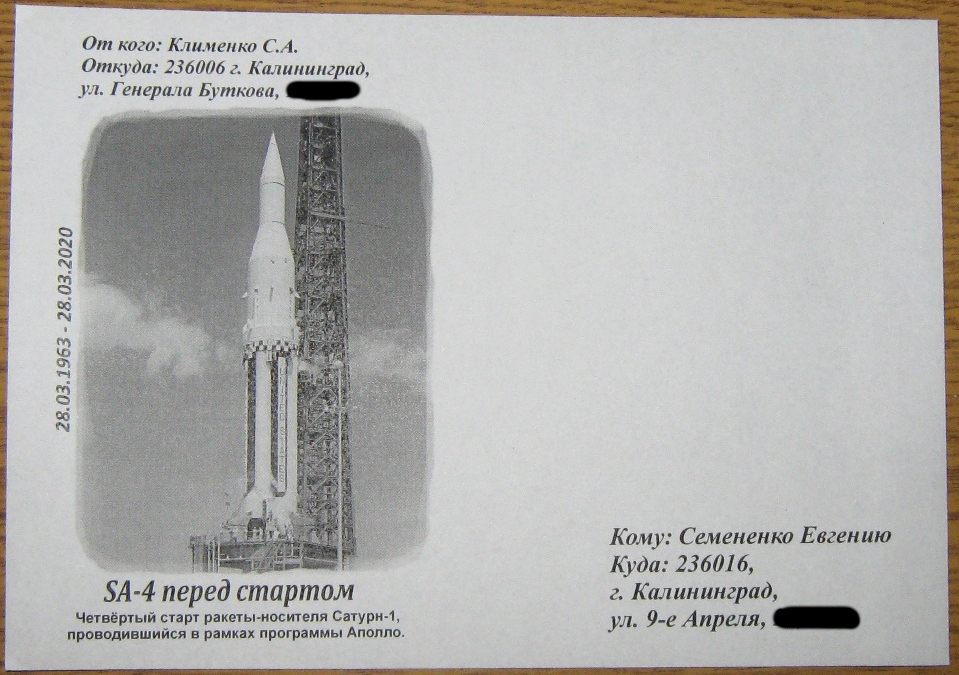 От кого: Клименко С.А.
Откуда: 236006 г. Калининград,
ул. Генерала Буткова,
28.03.1963 - 28.03.2020
UNITED STATES
SA-4 перед стартом
Четвёртый старт ракеты-носителя Сатурн-1,
проводившийся в рамках программы Аполло.
Кому: Семененко Евгению
Куда: 236016,
г. Калининград,
ул. 9-е Апреля,